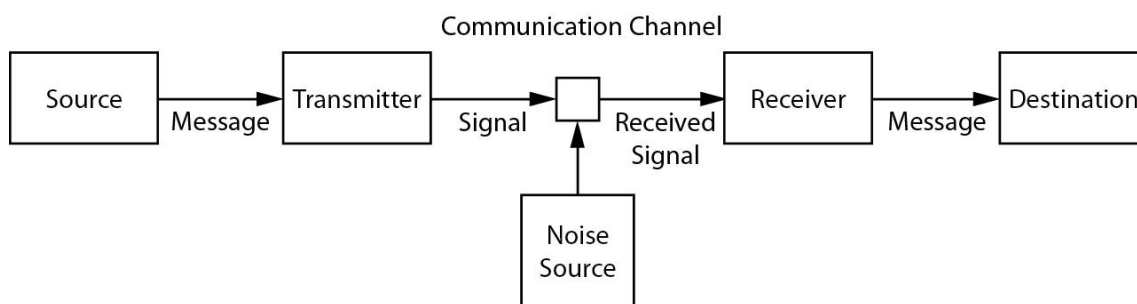 Communication Channel
Source
Message
Transmitter
Signal
Received
Signal
Receiver
Message
Destination
Noise
Source